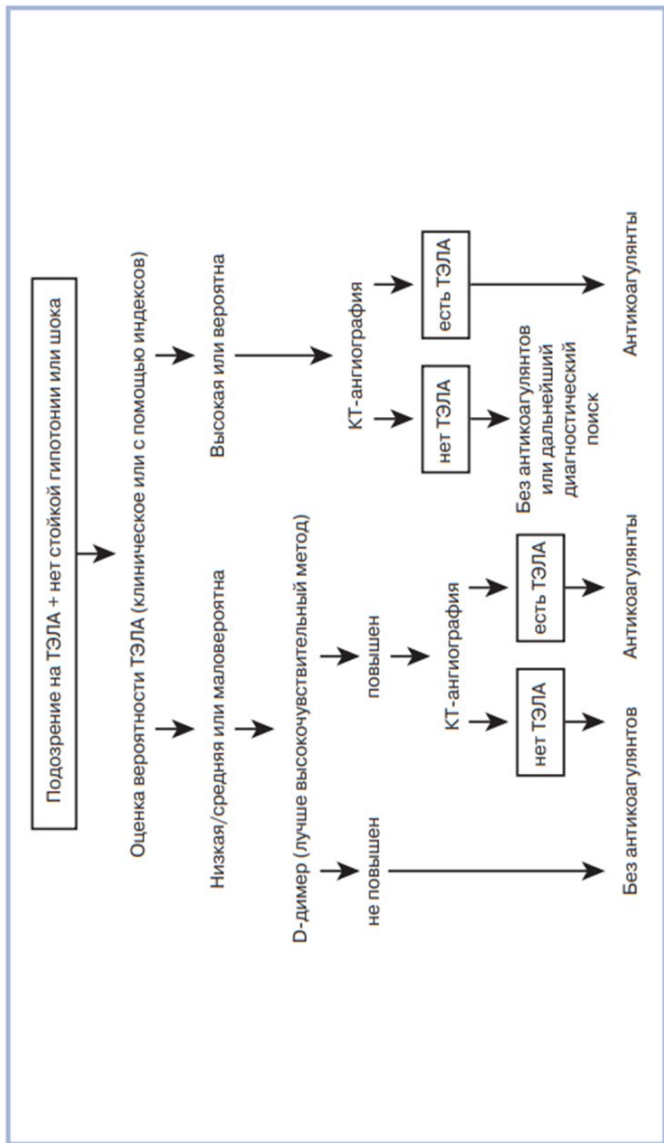 Подозрение на ТЭЛА + нет стойкой гипотонии или шока
Оценка вероятности ТЭЛА (клиническое или с помощью индексов)
Низкая/средняя или маловероятна
Высокая или вероятна
D-димер (лучше высокочувствительный метод)
не повышен
повышен
КТ-ангиография
КТ-ангиография
нет ТЭЛА
есть ТЭЛА
нет ТЭЛА
есть ТЭЛА
Без антикоагулянтов
Антикоагулянты
Без антикоагулянтов
или дальнейший
диагностический
поиск
Антикоагулянты